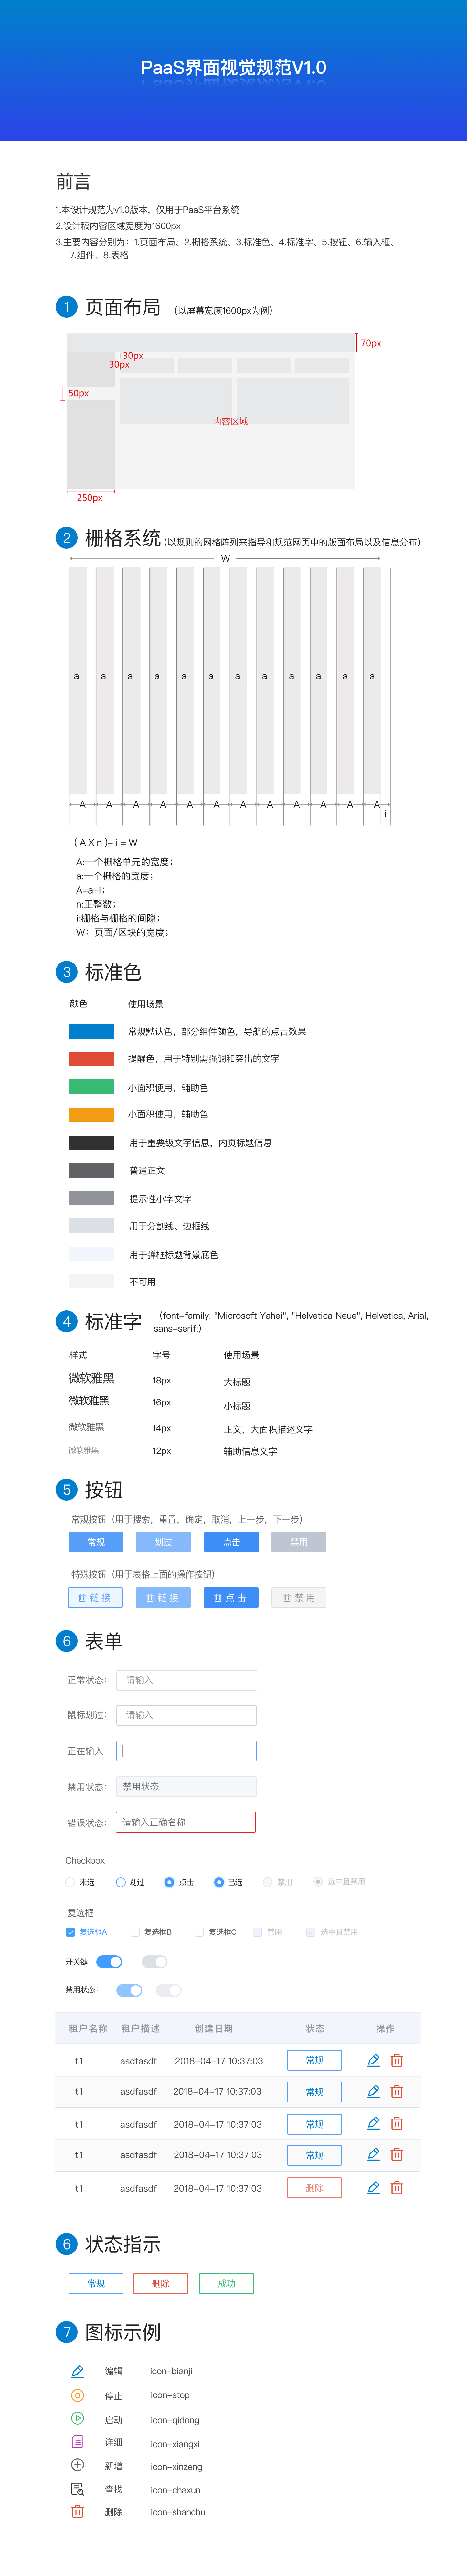 PaaS界面视觉规范V1.0
前言
1.本设计规范为v1.0版本，仅用于PaaS平台系统
2.设计稿内容区域宽度为1600px
3.主要内容分别为：1.页面布局、2.栅格系统、3.标准色、4.标准字、5.按钮、6.输入框、
7.组件、8.表格
1 页面布局 （以屏幕宽度1600px为例）
70px
30px
30px
50px
内容区域
250px
2 栅格系统 (以规则的网格阵列来指导和规范网页中的版面布局以及信息分布)
W
a a a a a a a a a a a a
A A A A A A A A A A A A
i
( A X n )- i = W
A:一个栅格单元的宽度；
a:一个栅格的宽度；
A=a+i；
n:正整数；
i:栅格与栅格的间隙；
W：页面/区块的宽度；
3 标准色
颜色 使用场景
常规默认色，部分组件颜色，导航的点击效果
提醒色，用于特别需强调和突出的文字
小面积使用，辅助色
小面积使用，辅助色
用于重要级文字信息，内页标题信息
普通正文
提示性小字文字
用于分割线、边框线
用于弹框标题背景底色
不可用
4 标准字 （font-family: "Microsoft Yahei", "Helvetica Neue", Helvetica, Arial,
sans-serif;）
样式 字号 使用场景
微软雅黑 18px 大标题
微软雅黑 16px 小标题
微软雅黑 14px 正文，大面积描述文字
微软雅黑 12px 辅助信息文字
5 按钮
常规按钮（用于搜索，重置，确定，取消，上一步，下一步）
常规 划过 点击 禁用
特殊按钮（用于表格上面的操作按钮）
链接 链接 点击 禁用
6 表单
正常状态： 请输入
鼠标划过： 请输入
正在输入
禁用状态： 禁用状态
错误状态： 请输入正确名称
Checkbox
未选 划过 点击 已选 禁用 选中且禁用
复选框
复选框A 复选框B 复选框C 禁用 选中且禁用
开关键
禁用状态：
租户名称 租户描述 创建日期 状态 操作
t1 asdfasdf 2018-04-17 10:37:03 常规
t1 asdfasdf 2018-04-17 10:37:03 常规
t1 asdfasdf 2018-04-17 10:37:03 常规
t1 asdfasdf 2018-04-17 10:37:03 常规
t1 asdfasdf 2018-04-17 10:37:03 删除
6 状态指示
常规 删除 成功
7 图标示例
编辑 icon-bianji
停止 icon-stop
启动 icon-qidong
详细 icon-xiangxi
新增 icon-xinzeng
查找 icon-chaxun
删除 icon-shanchu